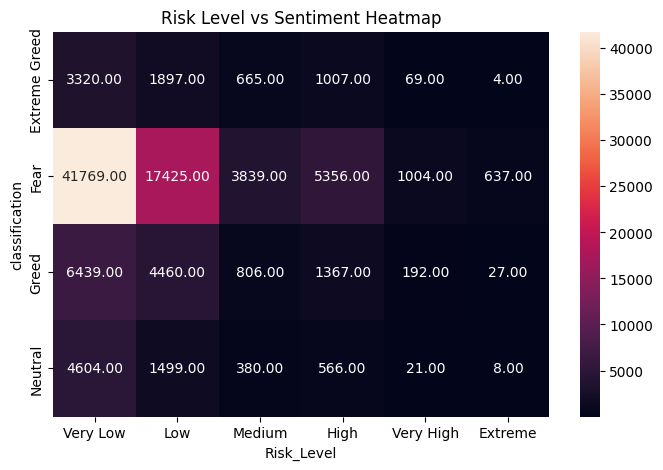 Risk Level vs Sentiment Heatmap
classification
Extreme Greed
3320.00 1897.00 665.00 1007.00 69.00 4.00
Fear
41769.00 17425.00 3839.00 5356.00 1004.00 637.00
Greed
6439.00 4460.00 806.00 1367.00 192.00 27.00
Neutral
4604.00 1499.00 380.00 566.00 21.00 8.00
Very Low Low Medium High Very High Extreme
Risk_Level
40000
35000
30000
25000
20000
15000
10000
5000